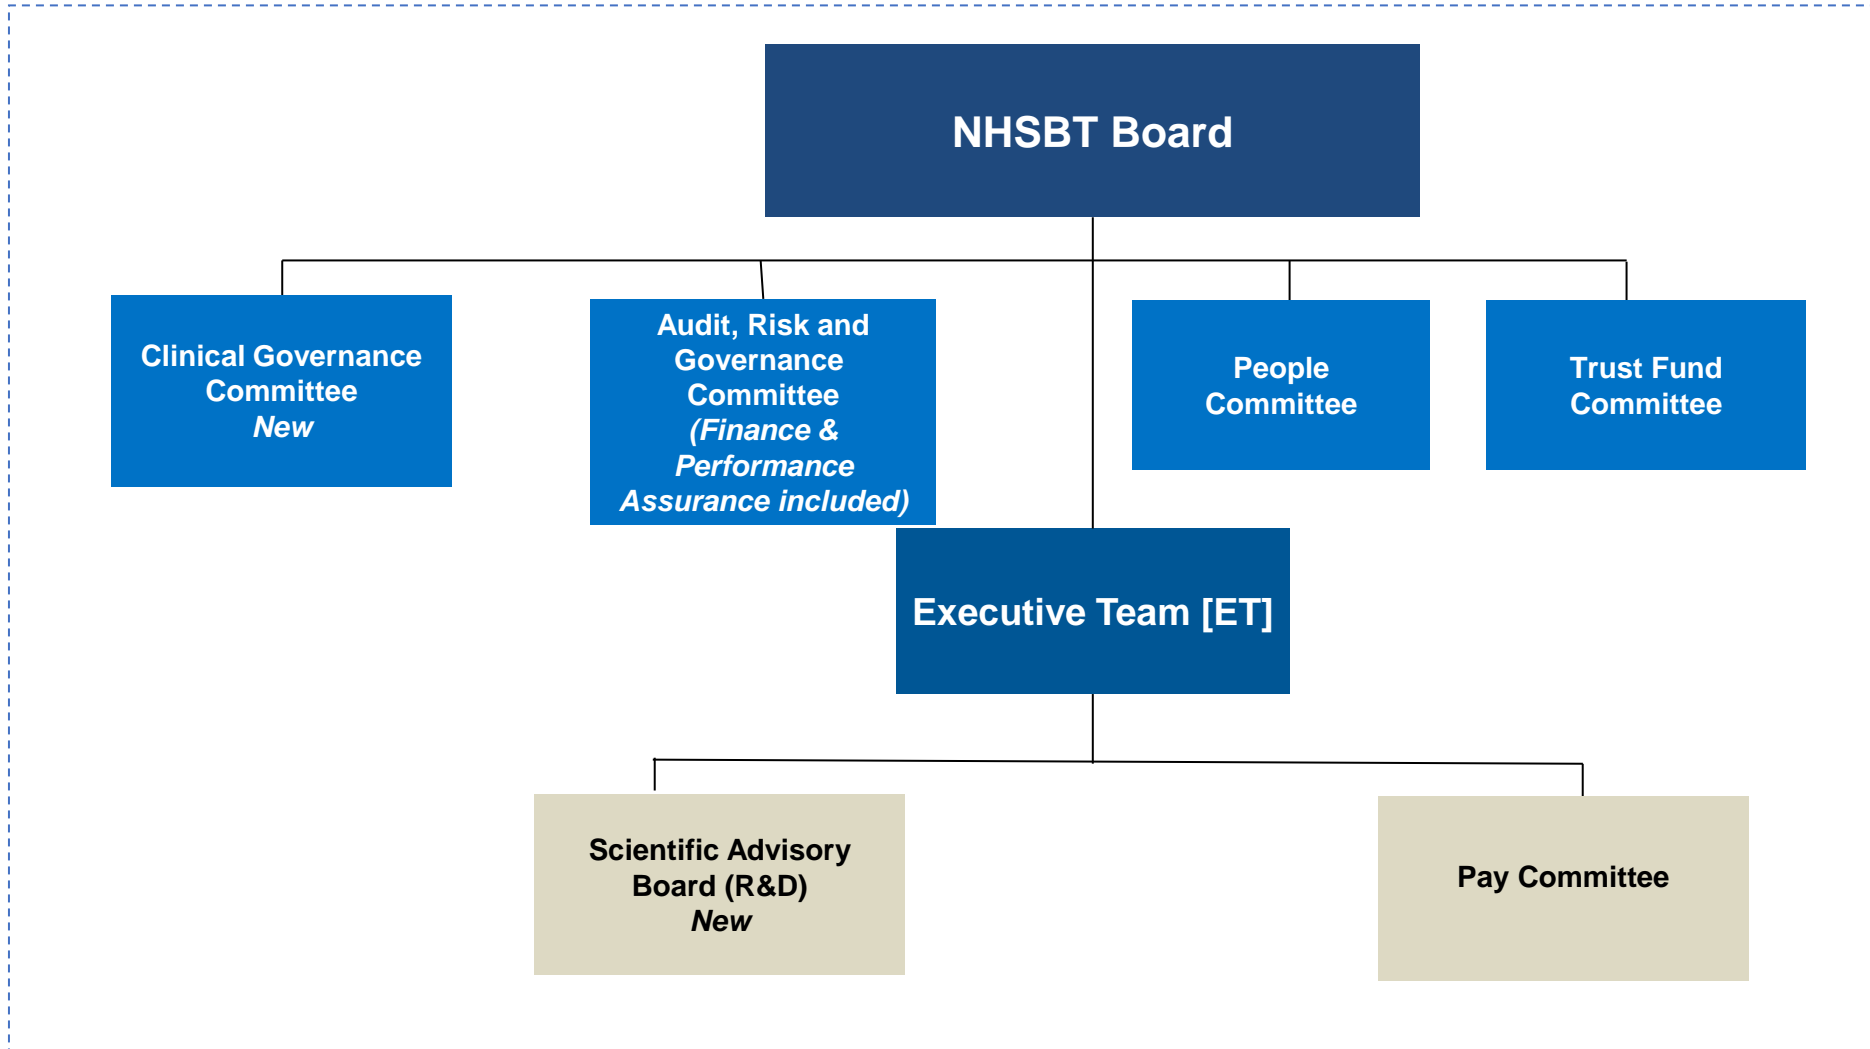 NHSBT Board
Clinical Governance
Committee
New
Audit, Risk and
Governance
Committee
(Finance &
Performance
Assurance included)
People
Committee
Trust Fund
Committee
Executive Team [ET]
Scientific Advisory
Board (R&D)
New
Pay Committee